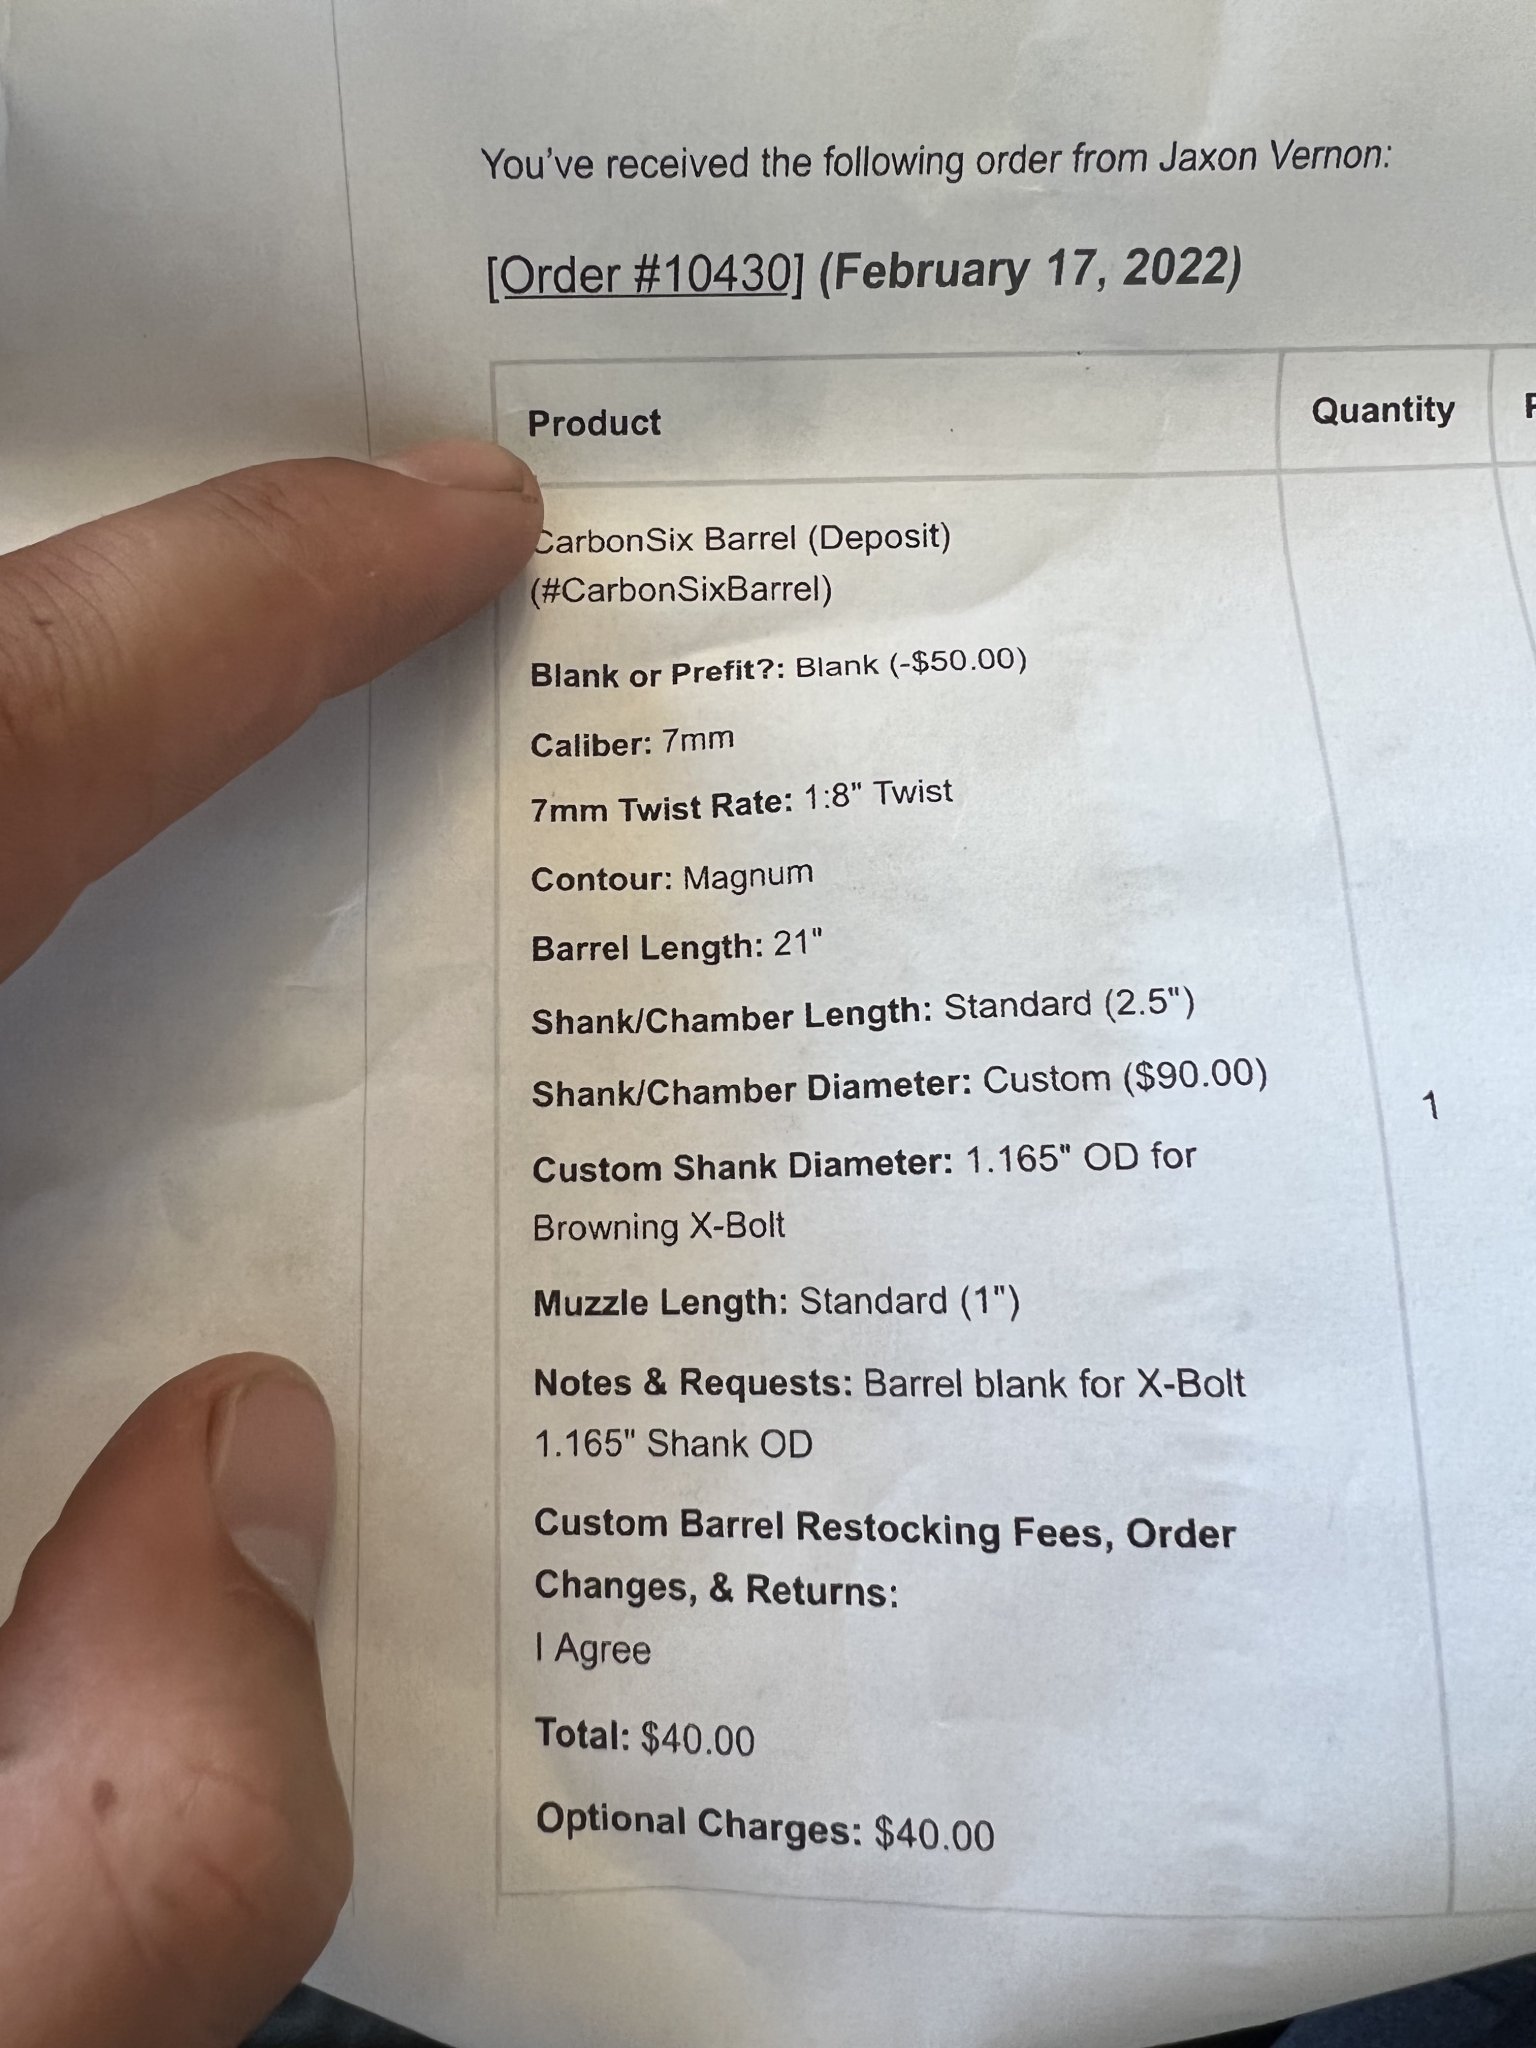 You've received the following order from Jaxon Vernon:
[Order #10430] (February 17, 2022)
Product Quantity
CarbonSix Barrel (Deposit)
(#CarbonSixBarrel)
Blank or Prefit?: Blank (-$50.00)
Caliber: 7mm
7mm Twist Rate: 1:8" Twist
Contour: Magnum
Barrel Length: 21"
Shank/Chamber Length: Standard (2.5")
Shank/Chamber Diameter: Custom ($90.00)
1
Custom Shank Diameter: 1.165" OD for
Browning X-Bolt
Muzzle Length: Standard (1")
Notes & Requests: Barrel blank for X-Bolt
1.165" Shank OD
Custom Barrel Restocking Fees, Order
Changes, & Returns:
I Agree
Total: $40.00
Optional Charges: $40.00